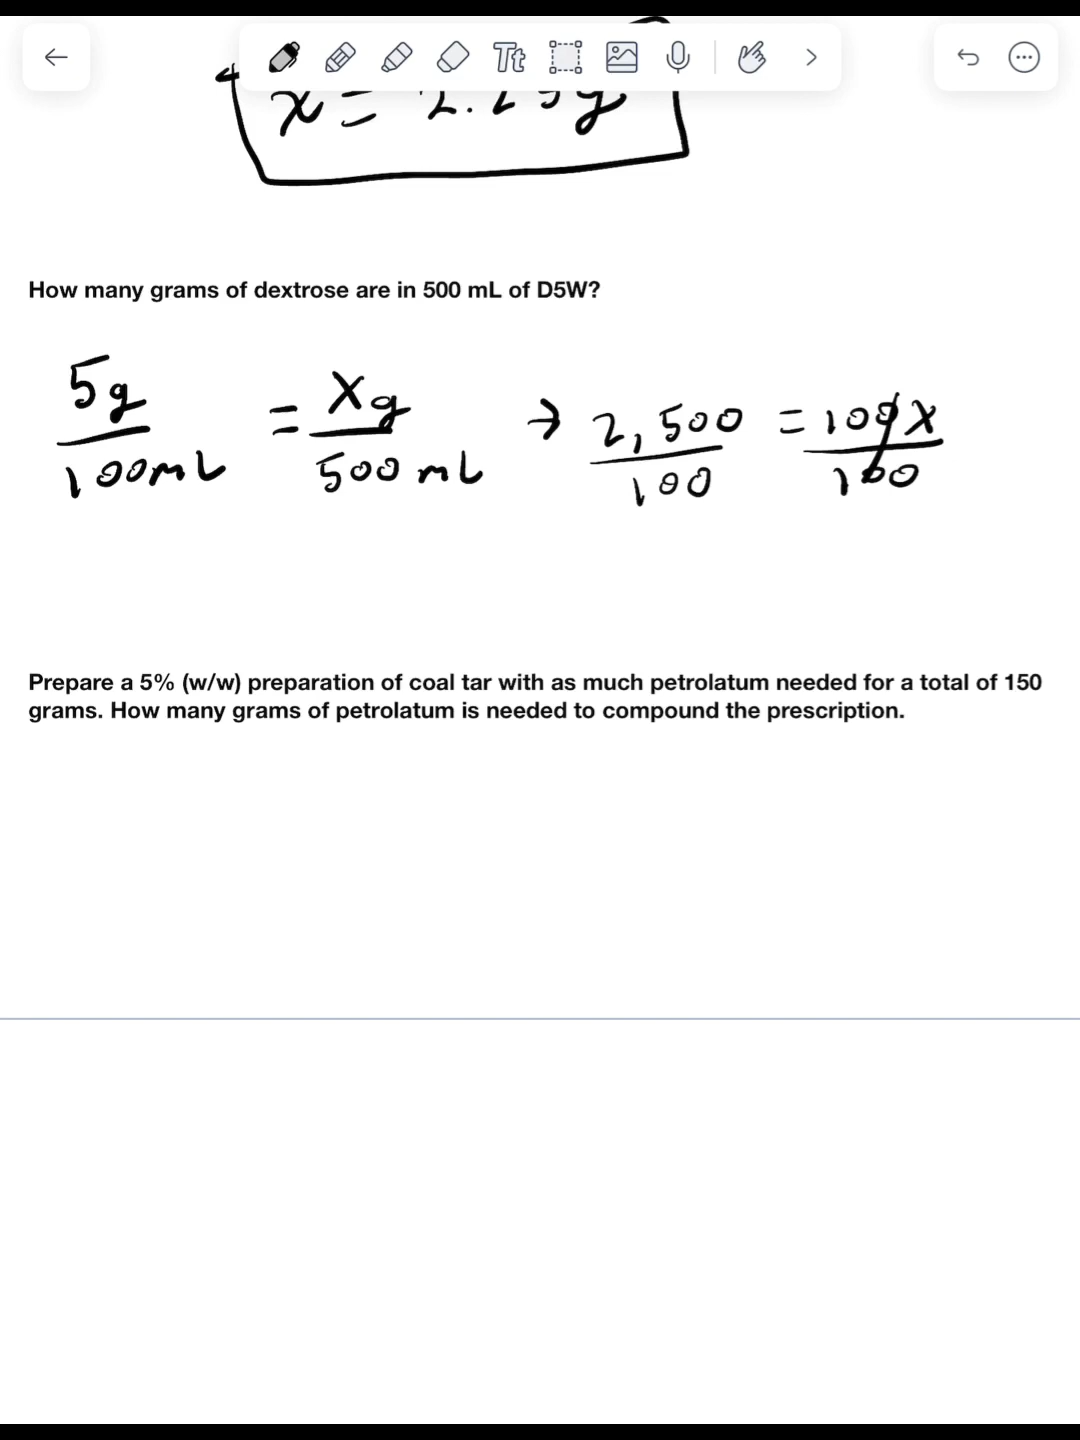 Tt
x = 2.25g
How many grams of dextrose are in 500 mL of D5W?
5g = Xg → 2,500 = 100X
100mL 500 mL 100 100
Prepare a 5% (w/w) preparation of coal tar with as much petrolatum needed for a total of 150
grams. How many grams of petrolatum is needed to compound the prescription.